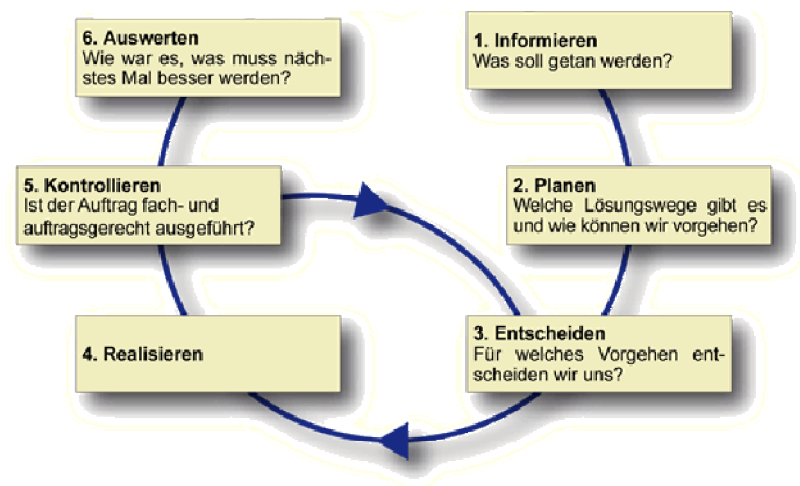 6. Auswerten
Wie war es, was muss näch-
stes Mal besser werden?
1. Informieren
Was soll getan werden?
5. Kontrollieren
Ist der Auftrag fach- und
auftragsgerecht ausgeführt?
2. Planen
Welche Lösungswege gibt es
und wie können wir vorgehen?
4. Realisieren
3. Entscheiden
Für welches Vorgehen ent-
scheiden wir uns?